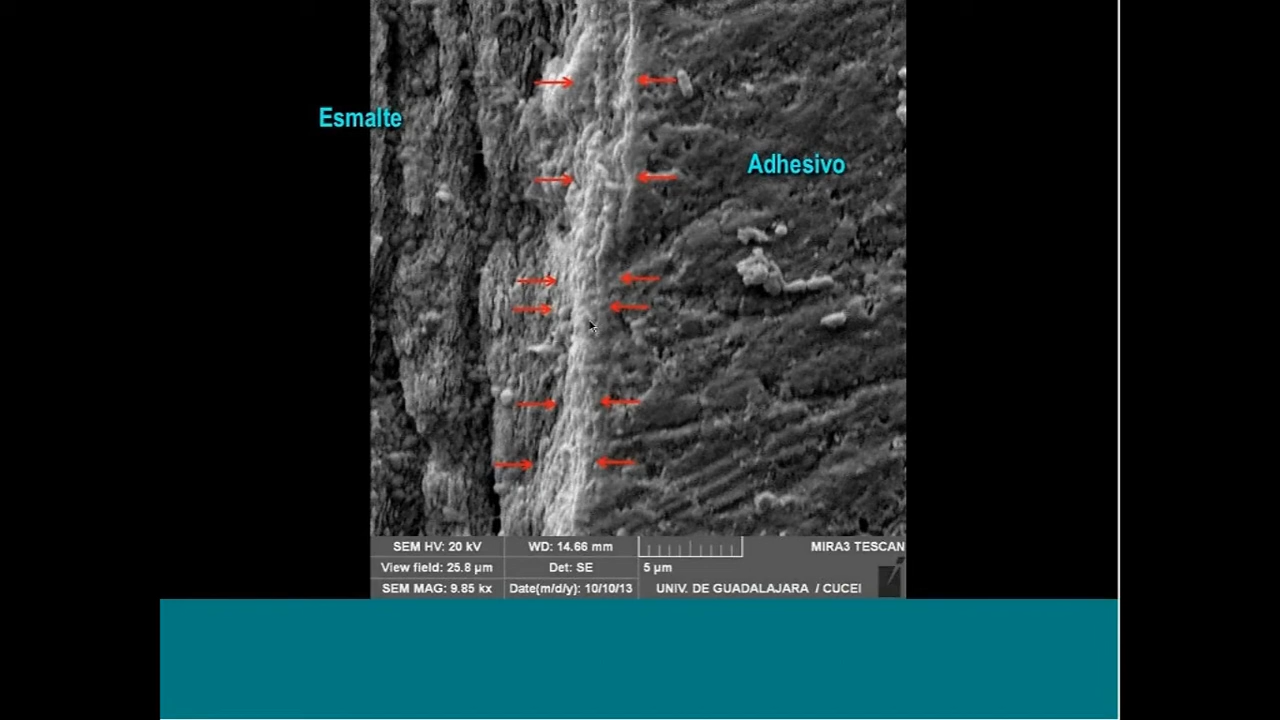 Esmalte
Adhesivo
SEM HV: 20 kV
WD: 14.66 mm
MIRA3 TESCAN
View field: 25.8 µm
Det: SE
5 µm
SEM MAG: 9.85 kx
Date(m/d/y): 10/10/13
UNIV. DE GUADALAJARA / CUCEI